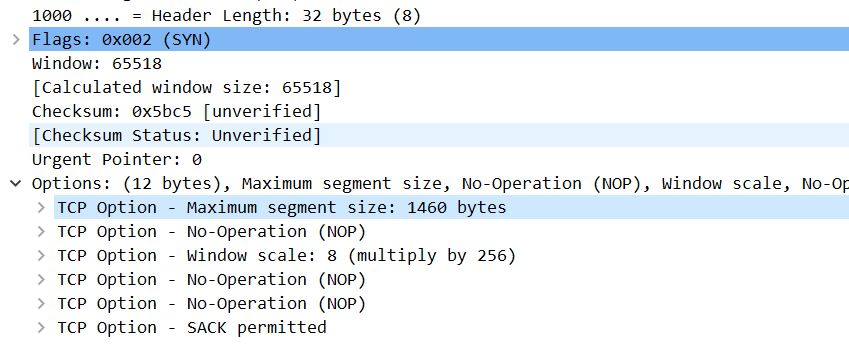 1000 .... = Header Length: 32 bytes (8)
Flags: 0x002 (SYN)
Window: 65518
[Calculated window size: 65518]
Checksum: 0x5bc5 [unverified]
[Checksum Status: Unverified]
Urgent Pointer: 0
Options: (12 bytes), Maximum segment size, No-Operation (NOP), Window scale, No-Op
TCP Option - Maximum segment size: 1460 bytes
TCP Option - No-Operation (NOP)
TCP Option - Window scale: 8 (multiply by 256)
TCP Option - No-Operation (NOP)
TCP Option - No-Operation (NOP)
TCP Option - SACK permitted